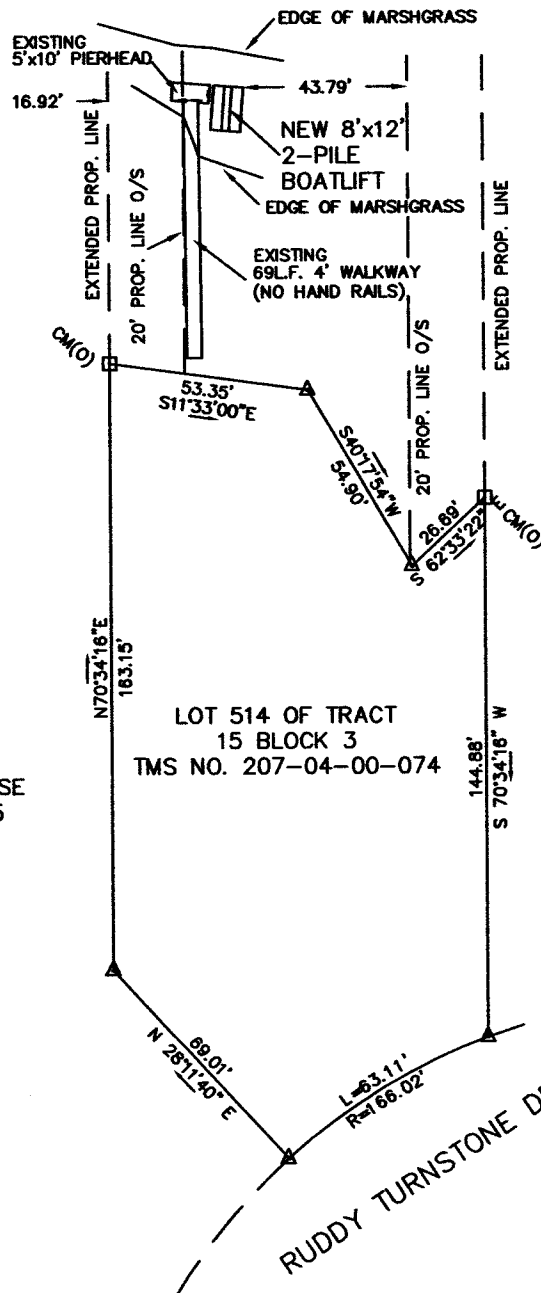 EDGE OF MARSHGRASS
EXISTING
5'x10' PIERHEAD
16.92'
43.79'
NEW 8'x12'
2-PILE
BOATLIFT
EDGE OF MARSHGRASS
EXTENDED PROP. LINE
20' PROP. LINE O/S
EXISTING
69L.F. 4' WALKWAY
(NO HAND RAILS)
20' PROP. LINE O/S
EXTENDED PROP. LINE
CM(O)
53.35'
S11°33'00"E
S40°17'54"W
54.90'
26.69'
S 62°33'22" E
CM(O)
N70°34'16"E
163.15'
LOT 514 OF TRACT
15 BLOCK 3
TMS NO. 207-04-00-074
144.88'
S 70°34'16" W
SE
69.01'
N 28°11'40" E
L=63.11'
R=166.02'
RUDDY TURNSTONE